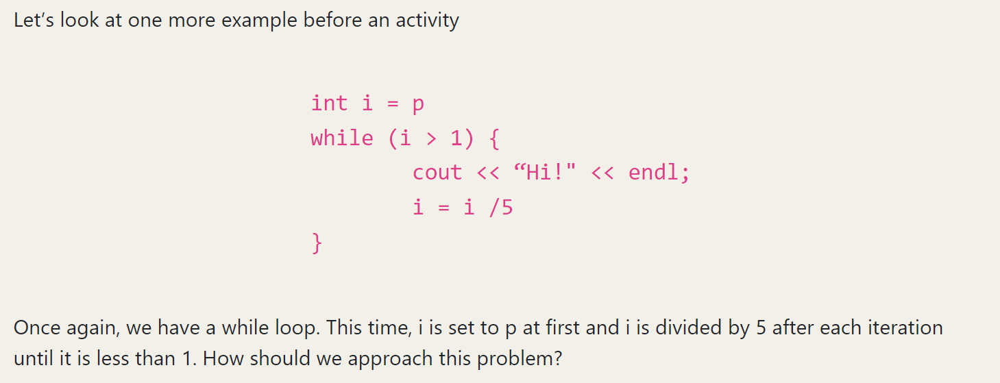 Let’s look at one more example before an activity
int i = p
while (i > 1) {
cout << “Hi!" << endl;
i = i /5
}
Once again, we have a while loop. This time, i is set to p at first and i is divided by 5 after each iteration
until it is less than 1. How should we approach this problem?